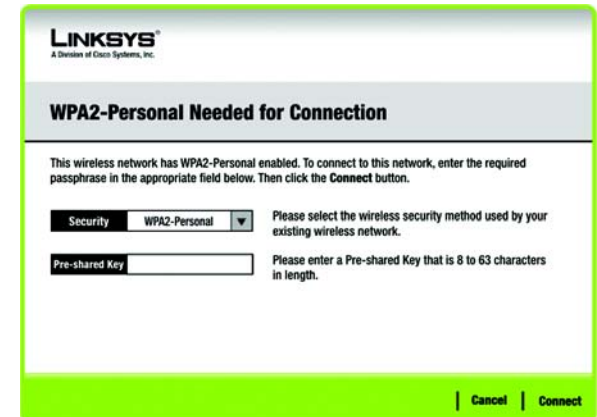 LINKSYS®
A Division of Cisco Systems, Inc.
WPA2-Personal Needed for Connection
This wireless network has WPA2-Personal enabled. To connect to this network, enter the required
passphrase in the appropriate field below. Then click the Connect button.
Security WPA2-Personal
Please select the wireless security method used by your
existing wireless network.
Pre-shared Key
Please enter a Pre-shared Key that is 8 to 63 characters
in length.
Cancel Connect